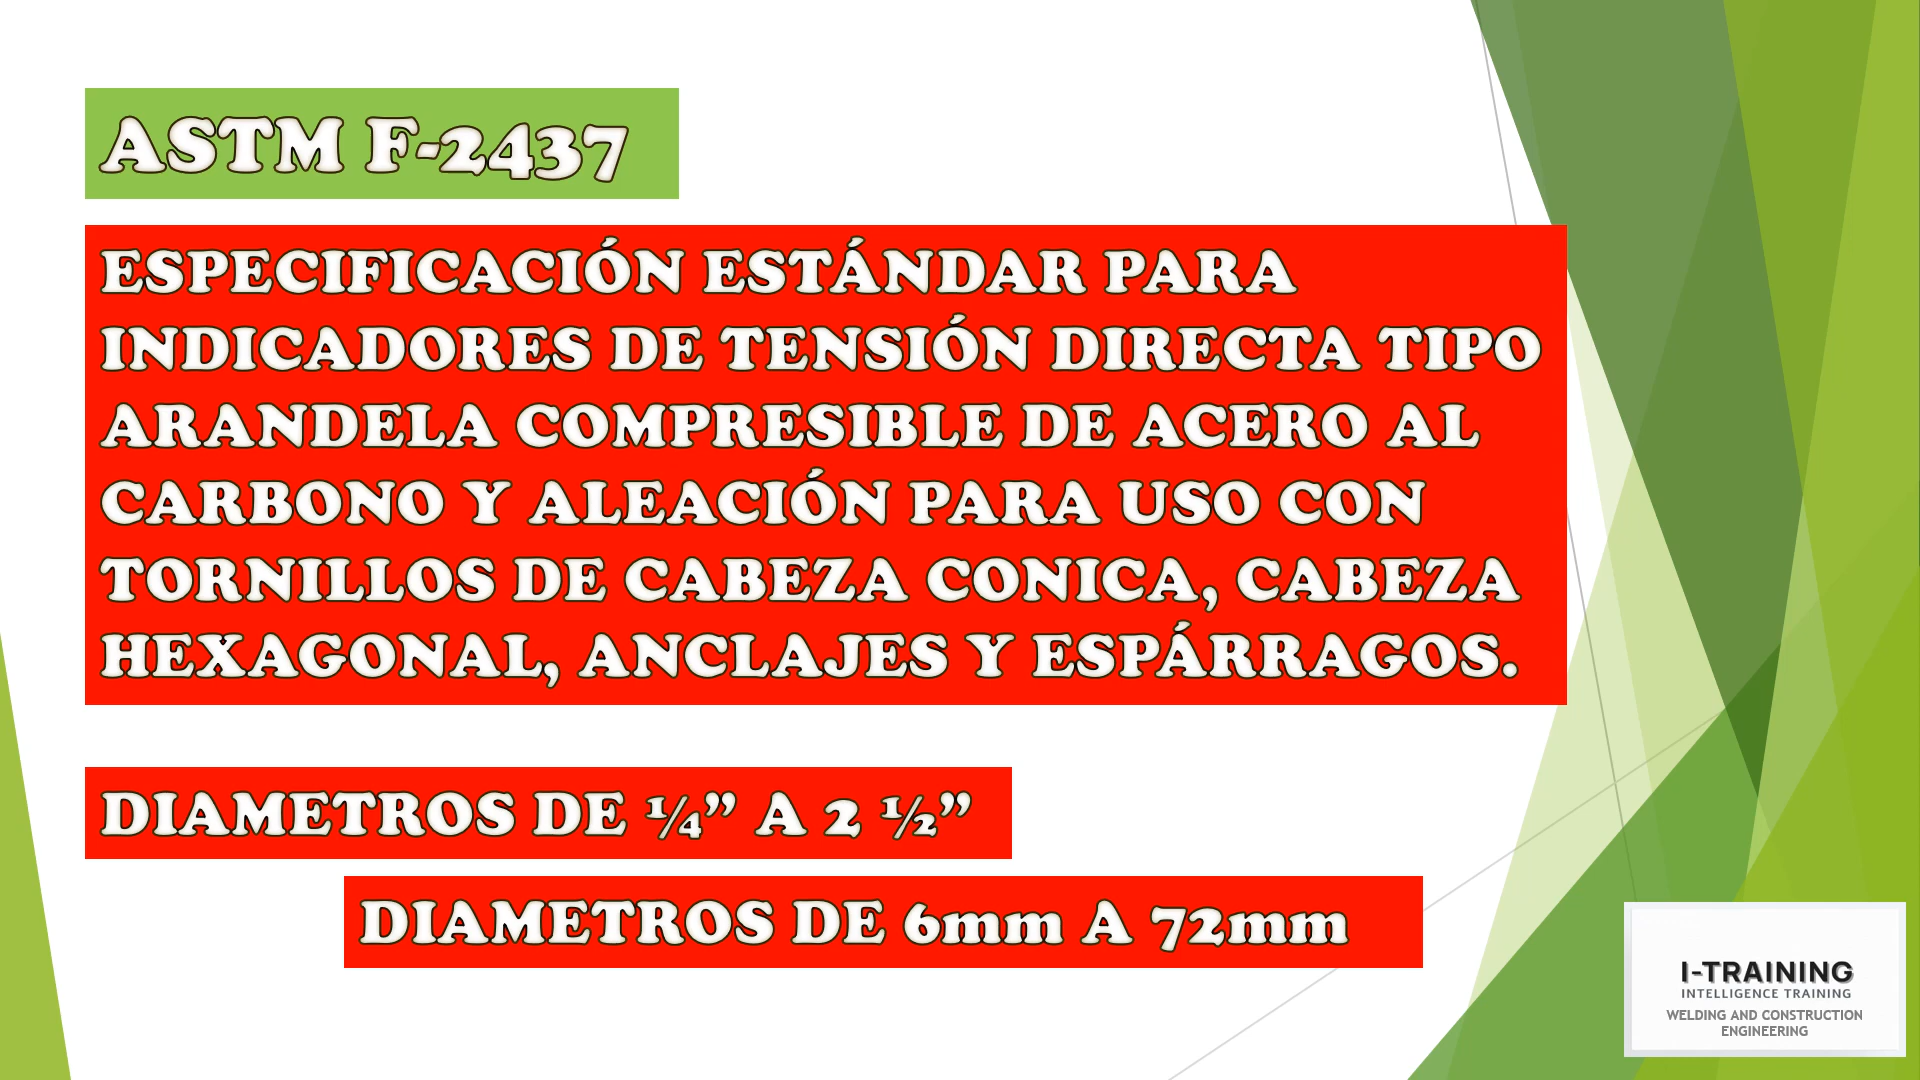 ASTM F-2437
ESPECIFICACIÓN ESTÁNDAR PARA
INDICADORES DE TENSIÓN DIRECTA TIPO
ARANDELA COMPRESIBLE DE ACERO AL
CARBONO Y ALEACIÓN PARA USO CON
TORNILLOS DE CABEZA CONICA, CABEZA
HEXAGONAL, ANCLAJES Y ESPÁRRAGOS.
DIAMETROS DE ¼” A 2 ½”
DIAMETROS DE 6mm A 72mm
I-TRAINING
INTELLIGENCE TRAINING
WELDING AND CONSTRUCTION
ENGINEERING